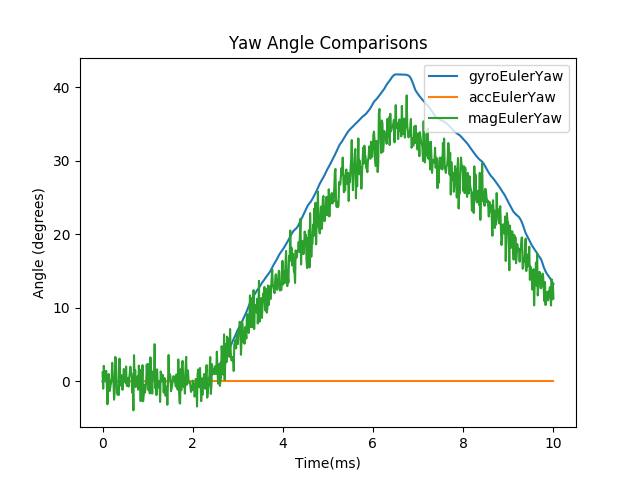 Yaw Angle Comparisons
gyroEulerYaw
accEulerYaw
magEulerYaw
Angle (degrees)
40
30
20
10
0
0 2 4 6 8 10
Time(ms)